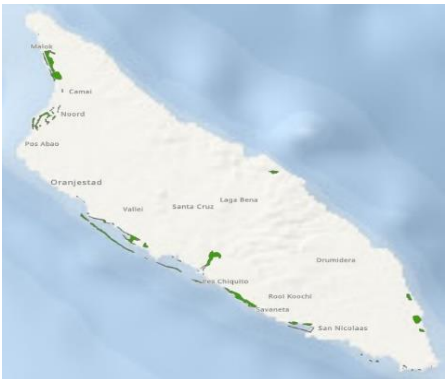 Malok
Camai
Noord
Pos Abao
Oranjestad
Vallei
Santa Cruz
Laga Bena
Drumidera
Pos Chiquito
Rooi Koochi
Savaneta
San Nicolaas